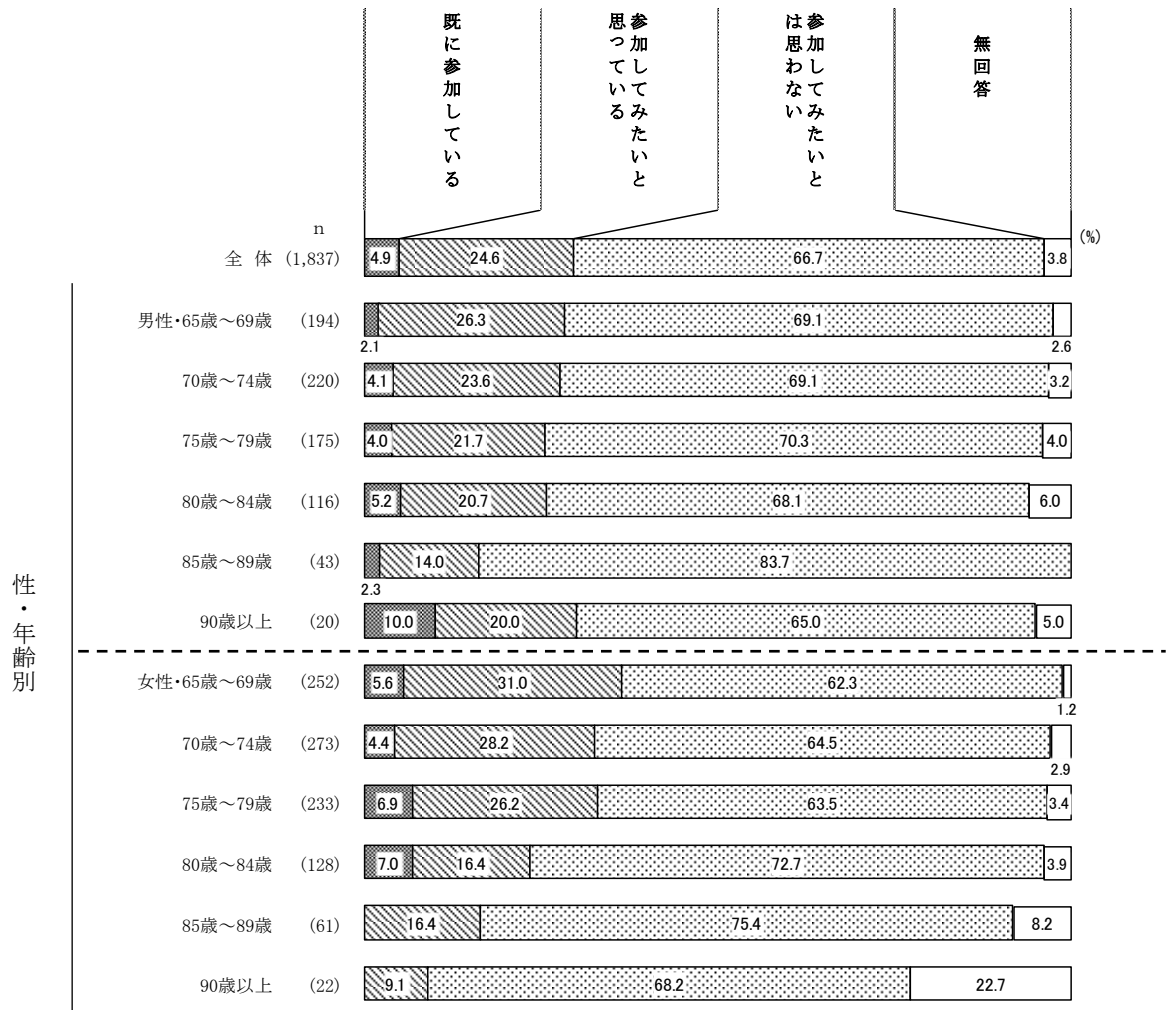 既に参加している
参加してみたいと
思っている
参加してみたいと
は思わない
無回答
n
(%)
全 体 (1,837) 4.9 24.6 66.7 3.8
男性・65歳～69歳 (194) 2.1 26.3 69.1 2.6
70歳～74歳 (220) 4.1 23.6 69.1 3.2
75歳～79歳 (175) 4.0 21.7 70.3 4.0
80歳～84歳 (116) 5.2 20.7 68.1 6.0
85歳～89歳 (43) 2.3 14.0 83.7
90歳以上 (20) 10.0 20.0 65.0 5.0
女性・65歳～69歳 (252) 5.6 31.0 62.3 1.2
70歳～74歳 (273) 4.4 28.2 64.5 2.9
75歳～79歳 (233) 6.9 26.2 63.5 3.4
80歳～84歳 (128) 7.0 16.4 72.7 3.9
85歳～89歳 (61) 16.4 75.4 8.2
90歳以上 (22) 9.1 68.2 22.7
性・年齢別